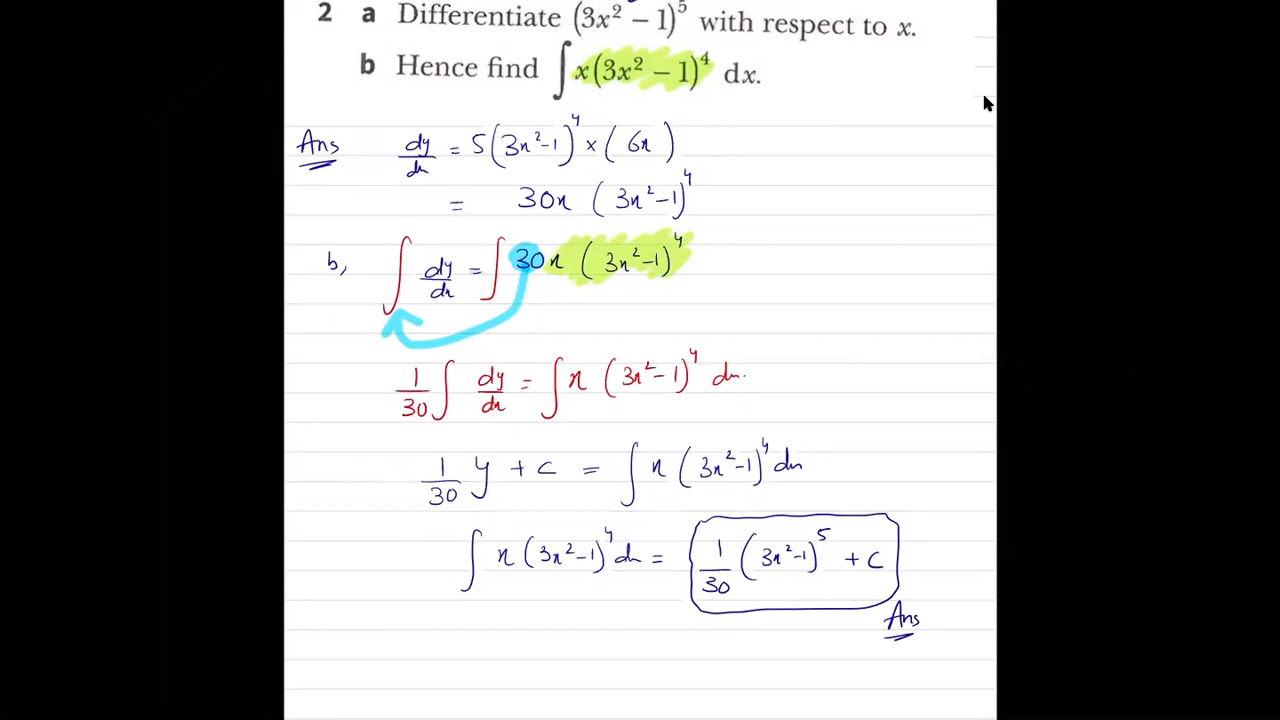 2 a Differentiate (3x² − 1)⁵ with respect to x.
b Hence find ∫x(3x² − 1)⁴ dx.
Ans dy/dx = 5(3x²-1)⁴ × (6x)
= 30x (3x²-1)⁴
b, ∫ dy/dx = ∫ 30x (3x²-1)⁴
1/30 ∫ dy/dx = ∫ x (3x²-1)⁴ dx.
1/30 y + c = ∫ x (3x²-1)⁴ dx
∫ x (3x²-1)⁴ dx = 1/30 (3x²-1)⁵ + c
Ans